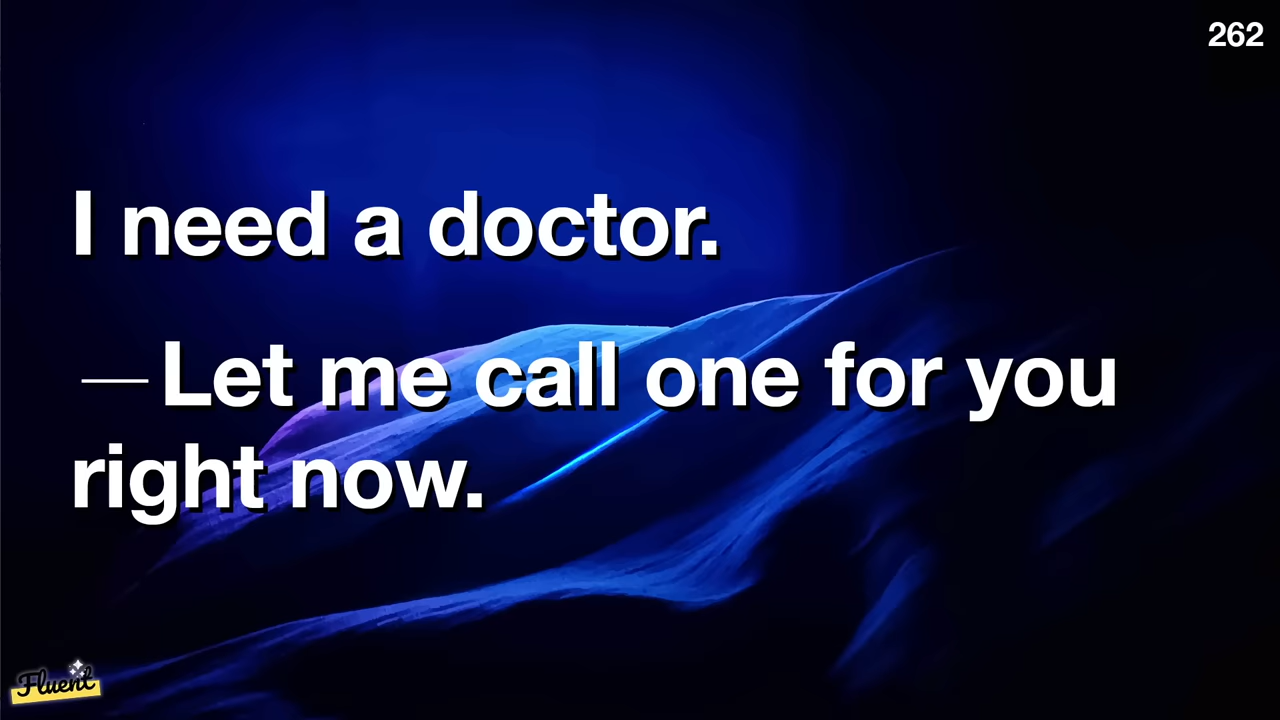 262
I need a doctor.
—Let me call one for you
right now.
Fluent